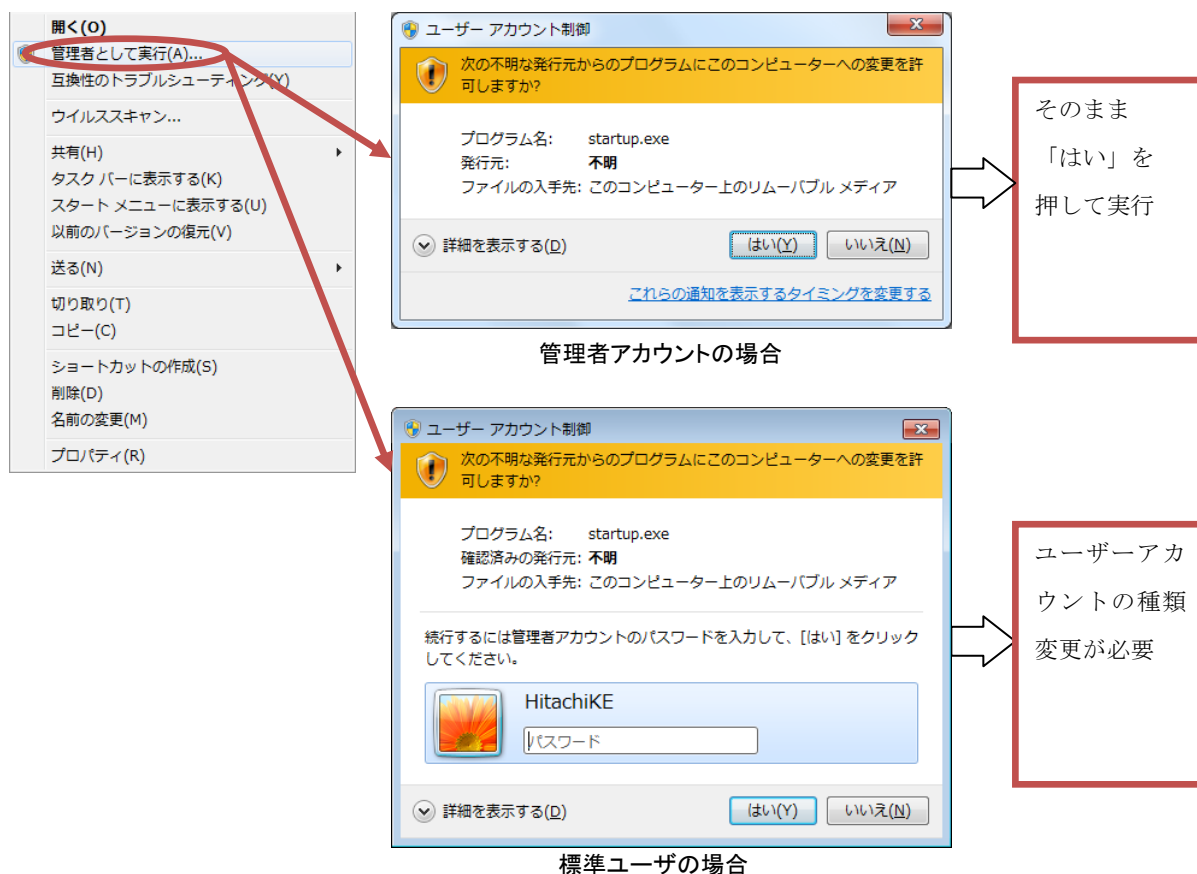 開く(O)
管理者として実行(A)...
互換性のトラブルシューティング(Y)
ウイルススキャン...
共有(H)
タスク バーに表示する(K)
スタート メニューに表示する(U)
以前のバージョンの復元(V)
送る(N)
切り取り(T)
コピー(C)
ショートカットの作成(S)
削除(D)
名前の変更(M)
プロパティ(R)
ユーザー アカウント制御
次の不明な発行元からのプログラムにこのコンピューターへの変更を許
可しますか?
プログラム名: startup.exe
発行元: 不明
ファイルの入手先: このコンピューター上のリムーバブル メディア
詳細を表示する(D)
はい(Y)
いいえ(N)
これらの通知を表示するタイミングを変更する
管理者アカウントの場合
そのまま
「はい」を
押して実行
ユーザー アカウント制御
次の不明な発行元からのプログラムにこのコンピューターへの変更を許
可しますか?
プログラム名: startup.exe
確認済みの発行元: 不明
ファイルの入手先: このコンピューター上のリムーバブル メディア
続行するには管理者アカウントのパスワードを入力して、[はい] をクリック
してください。
HitachiKE
パスワード
詳細を表示する(D)
はい(Y)
いいえ(N)
標準ユーザの場合
ユーザーアカ
ウントの種類
変更が必要